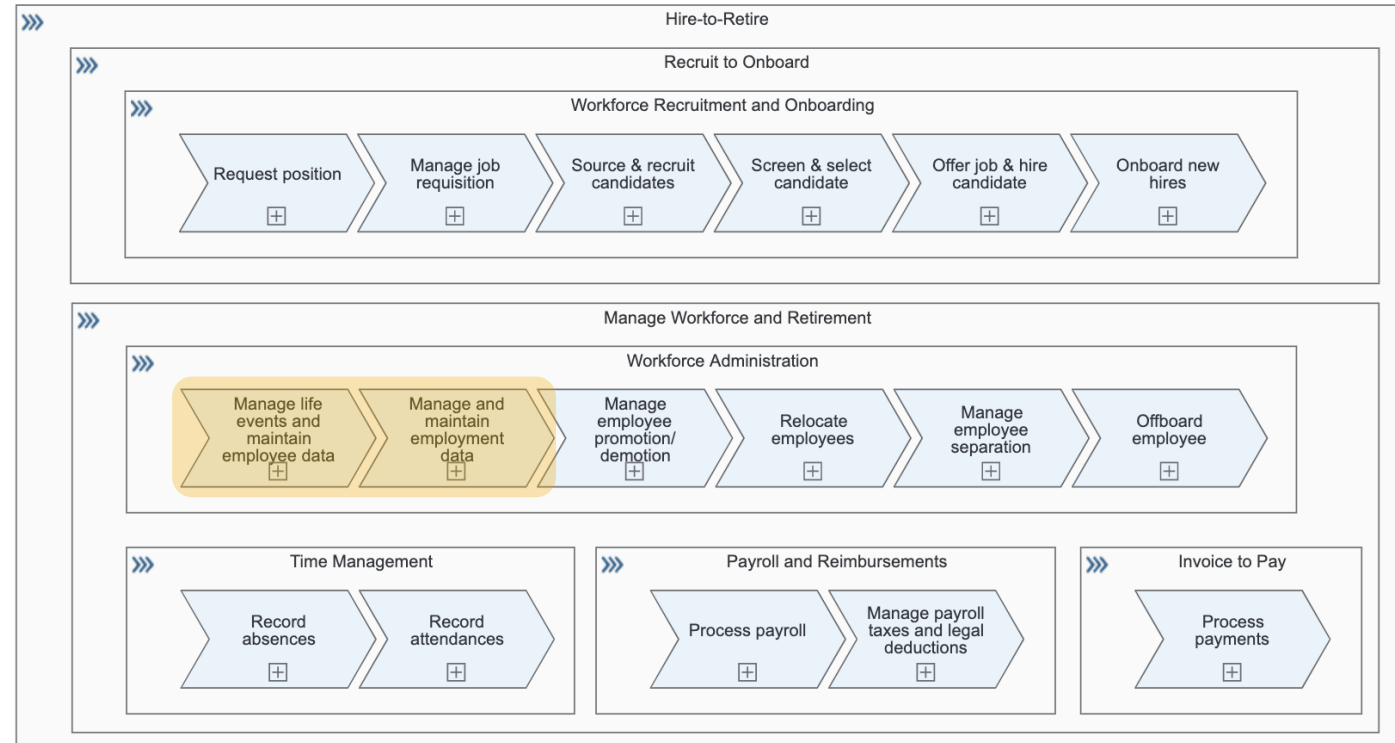 Hire-to-Retire
Recruit to Onboard
Workforce Recruitment and Onboarding
Request position
Manage job
requisition
Source & recruit
candidates
Screen & select
candidate
Offer job & hire
candidate
Onboard new
hires
Manage Workforce and Retirement
Workforce Administration
Manage life
events and
maintain
employee data
Manage and
maintain
employment
data
Manage
employee
promotion/
demotion
Relocate
employees
Manage
employee
separation
Offboard
employee
Time Management
Record
absences
Record
attendances
Payroll and Reimbursements
Process payroll
Manage payroll
taxes and legal
deductions
Invoice to Pay
Process
payments